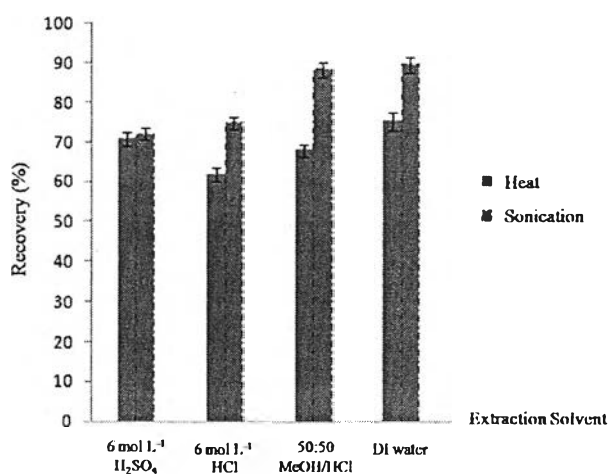 100
90
80
70
60
50
40
30
20
10
0
Recovery (%)
Heat
Sonication
Extraction Solvent
6 mol L⁻¹
H₂SO₄
6 mol L⁻¹
HCl
50:50
MeOH/HCl
DI water